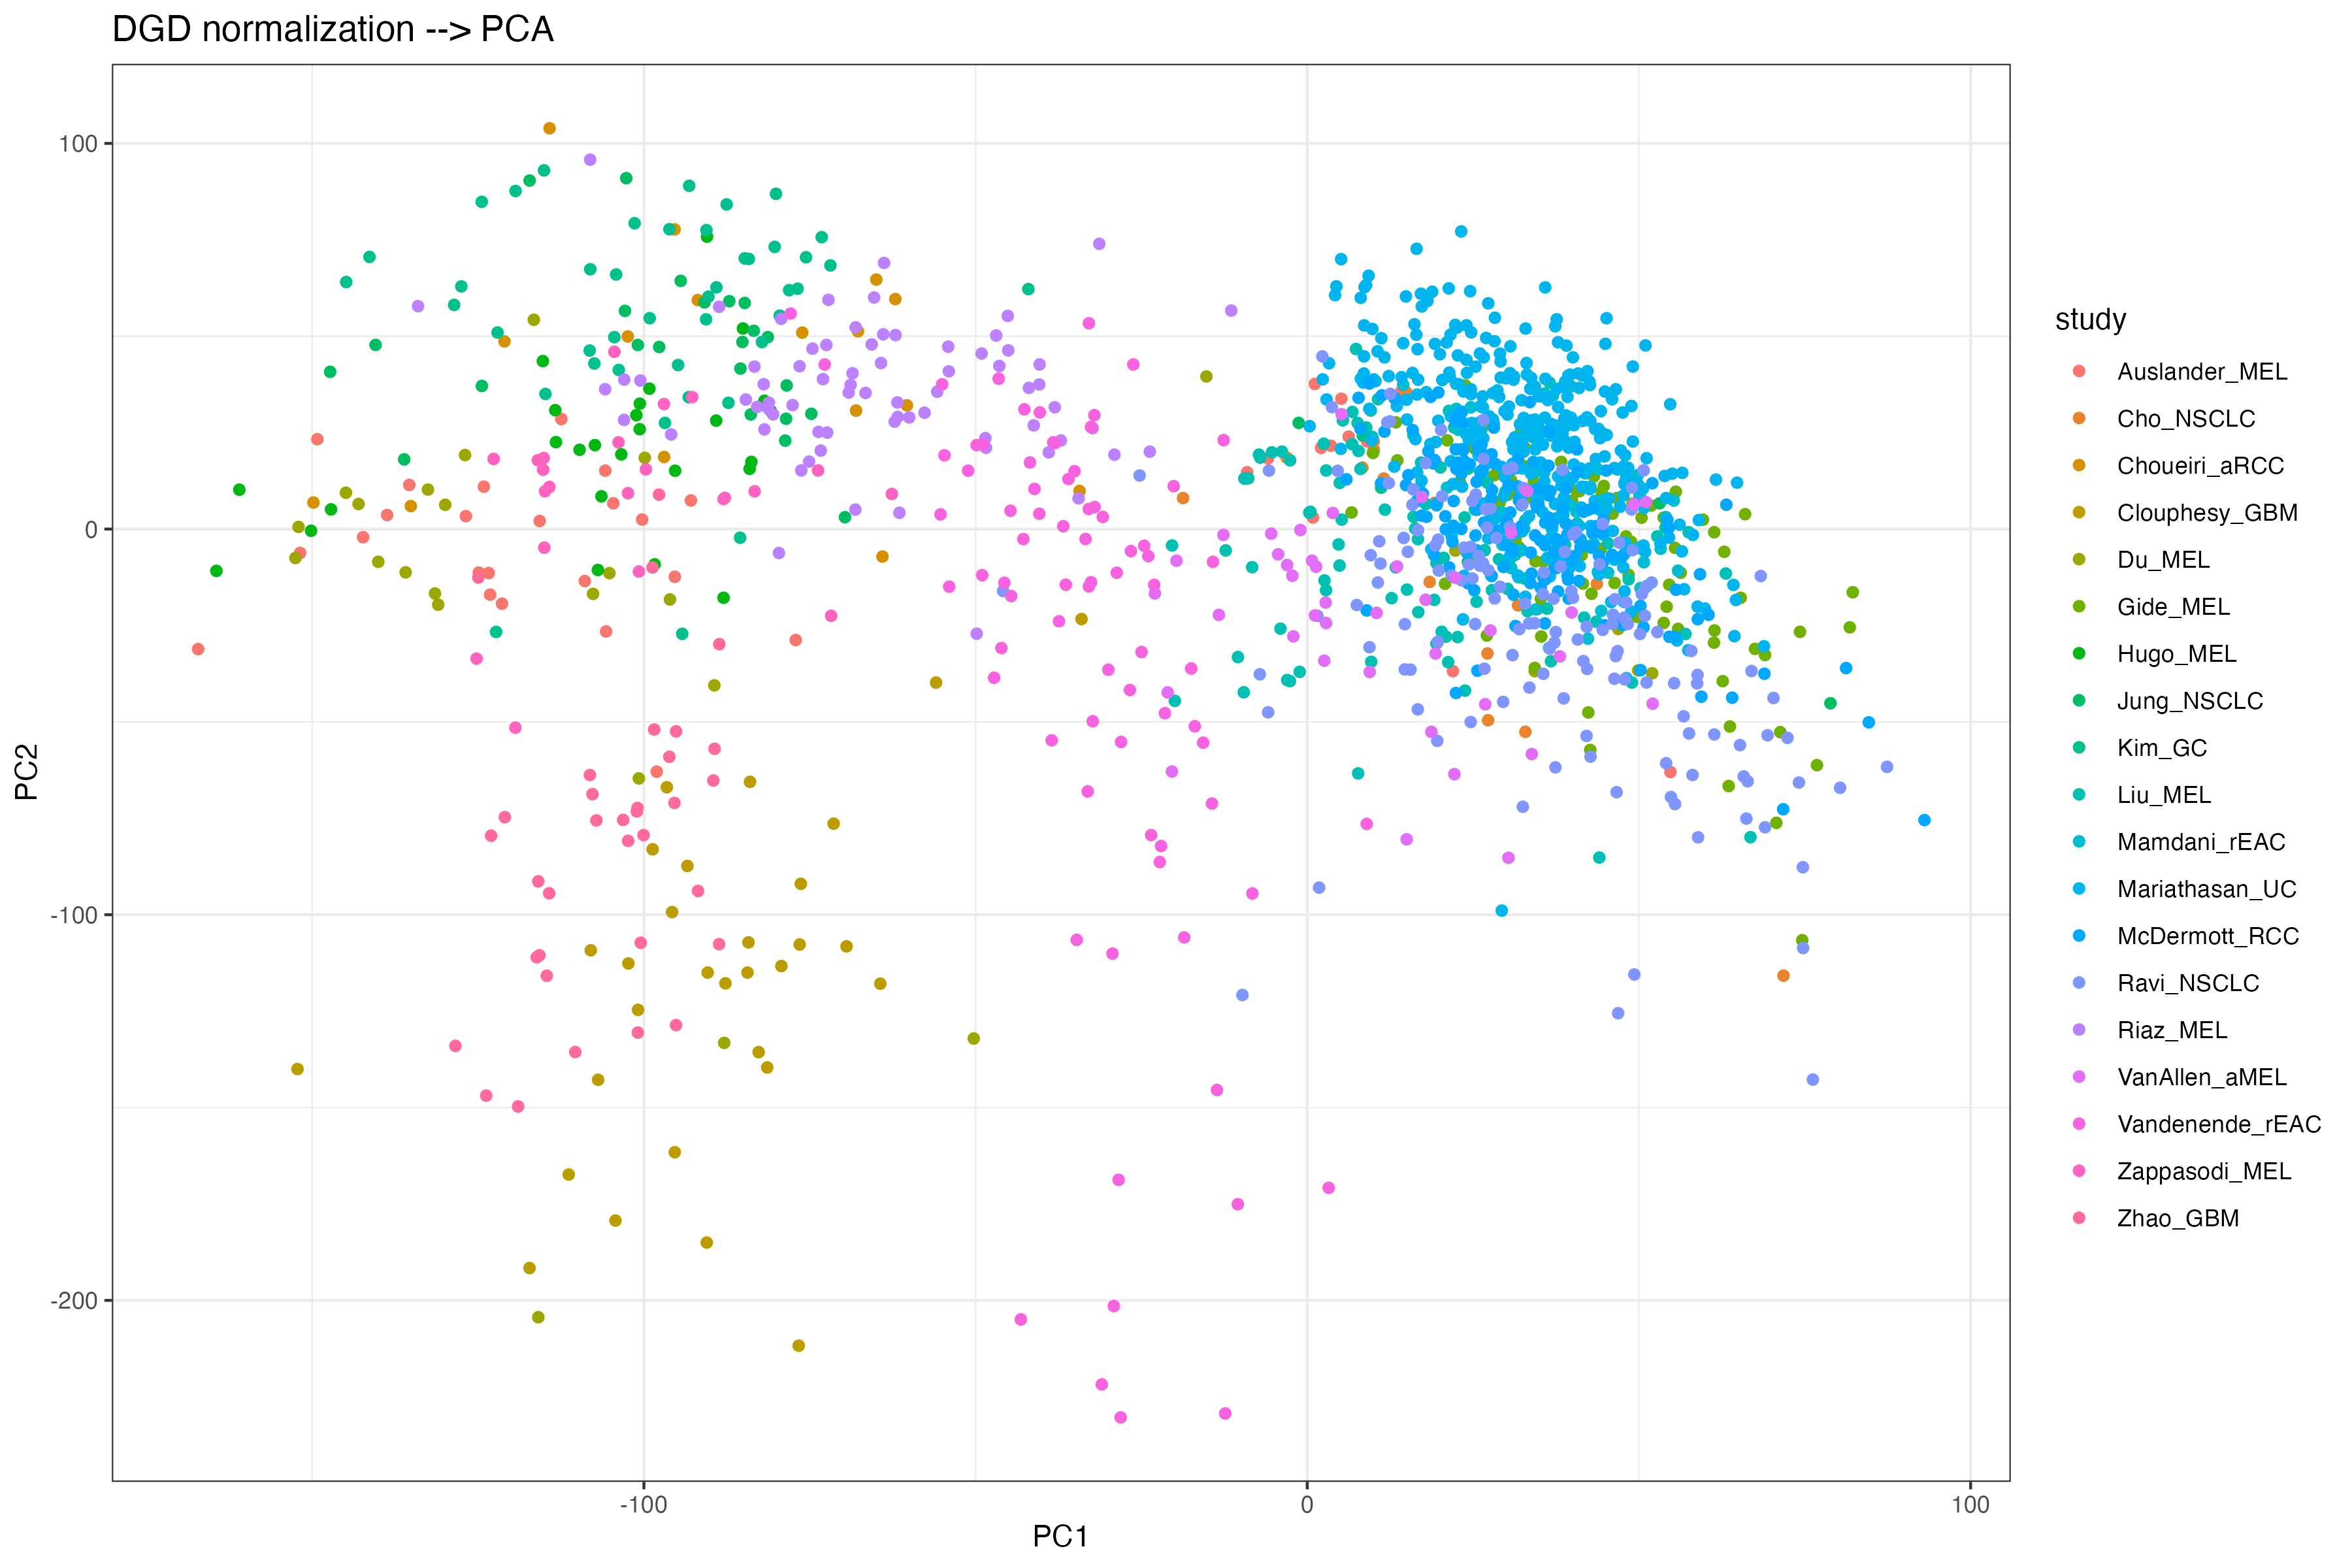 DGD normalization --> PCA
100
0
-100
-200
PC2
-100
0
100
PC1
study
Auslander_MEL
Cho_NSCLC
Choueiri_aRCC
Clouphesy_GBM
Du_MEL
Gide_MEL
Hugo_MEL
Jung_NSCLC
Kim_GC
Liu_MEL
Mamdani_rEAC
Mariathasan_UC
McDermott_RCC
Ravi_NSCLC
Riaz_MEL
VanAllen_aMEL
Vandenende_rEAC
Zappasodi_MEL
Zhao_GBM